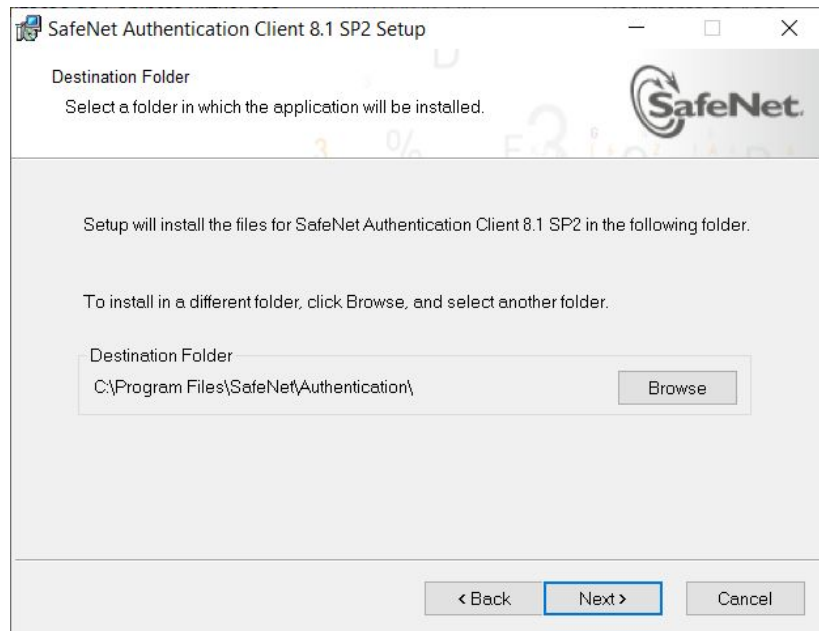 SafeNet Authentication Client 8.1 SP2 Setup
Destination Folder
Select a folder in which the application will be installed.
SafeNet.
Setup will install the files for SafeNet Authentication Client 8.1 SP2 in the following folder.
To install in a different folder, click Browse, and select another folder.
Destination Folder
C:\Program Files\SafeNet\Authentication\
Browse
< Back
Next >
Cancel